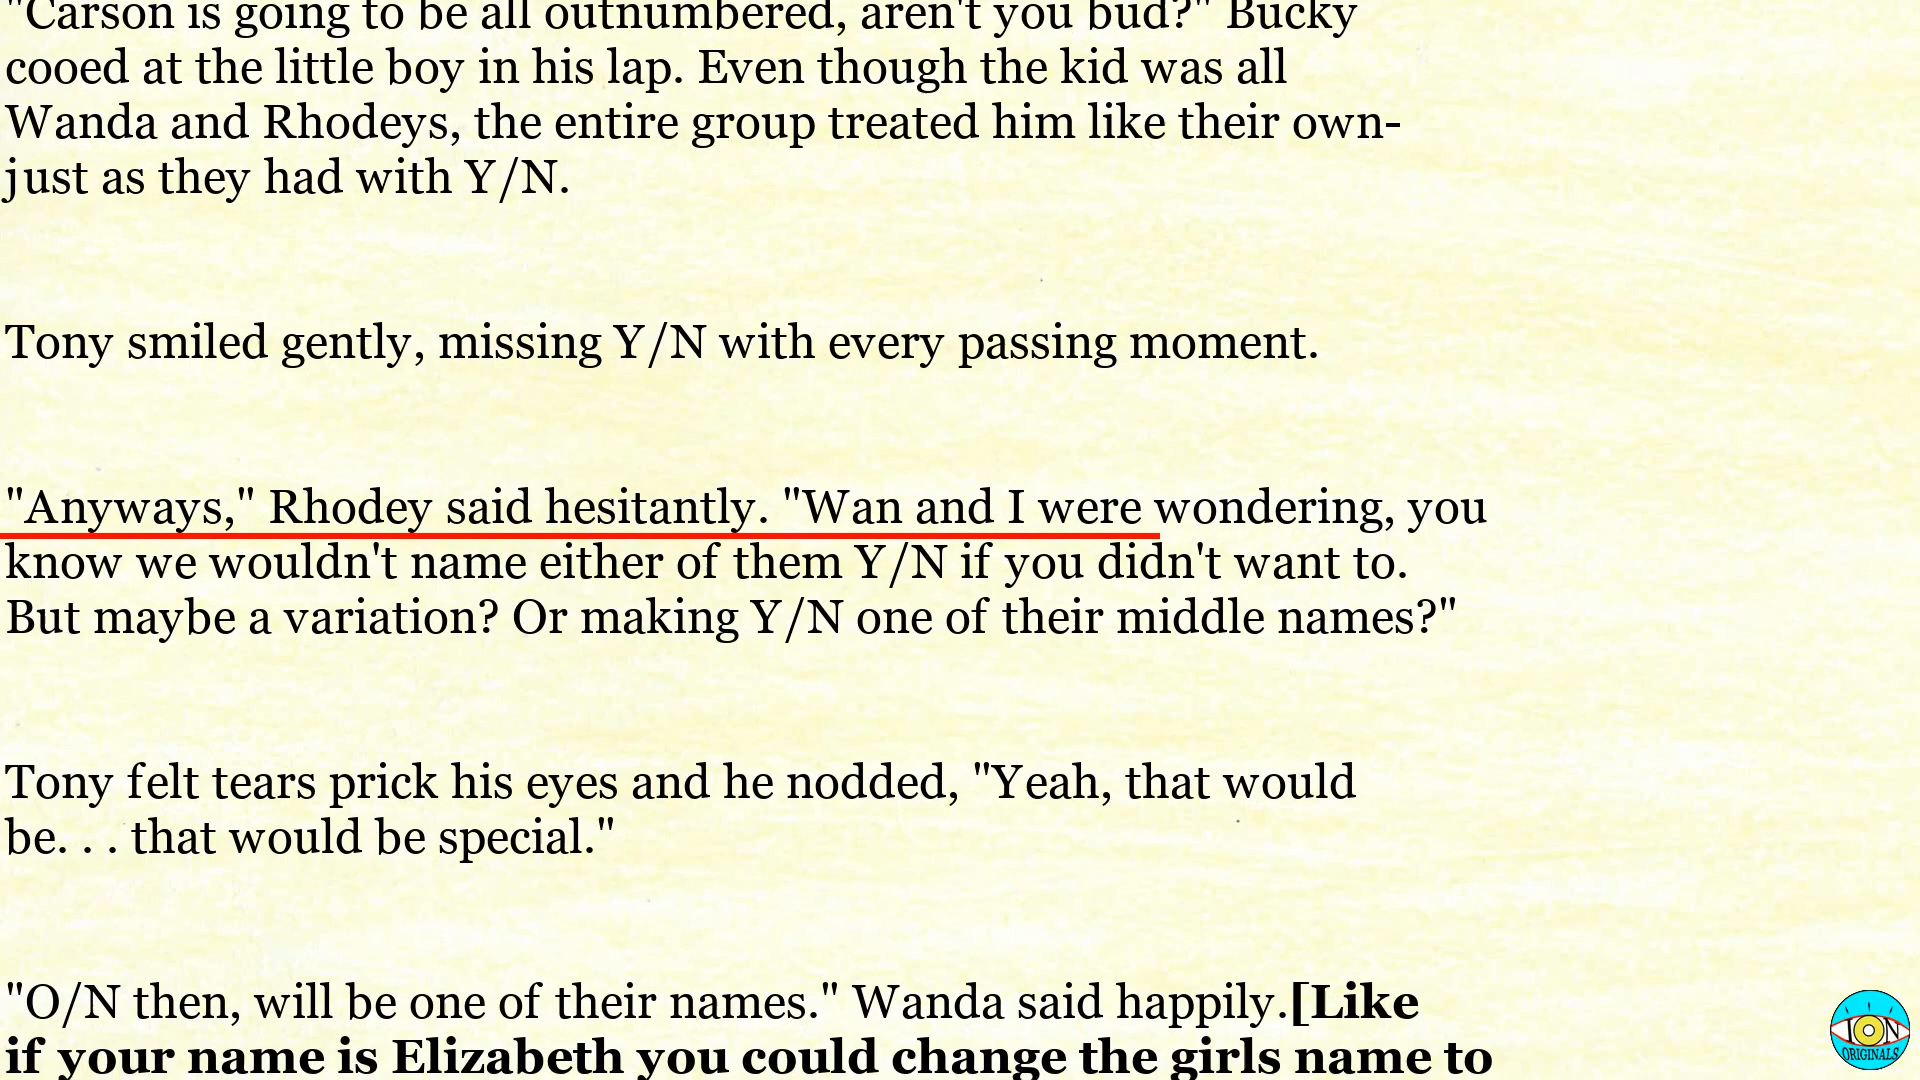 "Carson is going to be all outnumbered, aren't you bud?" Bucky
cooed at the little boy in his lap. Even though the kid was all
Wanda and Rhodeys, the entire group treated him like their own-
just as they had with Y/N.
Tony smiled gently, missing Y/N with every passing moment.
"Anyways," Rhodey said hesitantly. "Wan and I were wondering, you
know we wouldn't name either of them Y/N if you didn't want to.
But maybe a variation? Or making Y/N one of their middle names?"
Tony felt tears prick his eyes and he nodded, "Yeah, that would
be. . . that would be special."
"O/N then, will be one of their names." Wanda said happily.[Like
if your name is Elizabeth you could change the girls name to
ION
ORIGINALS